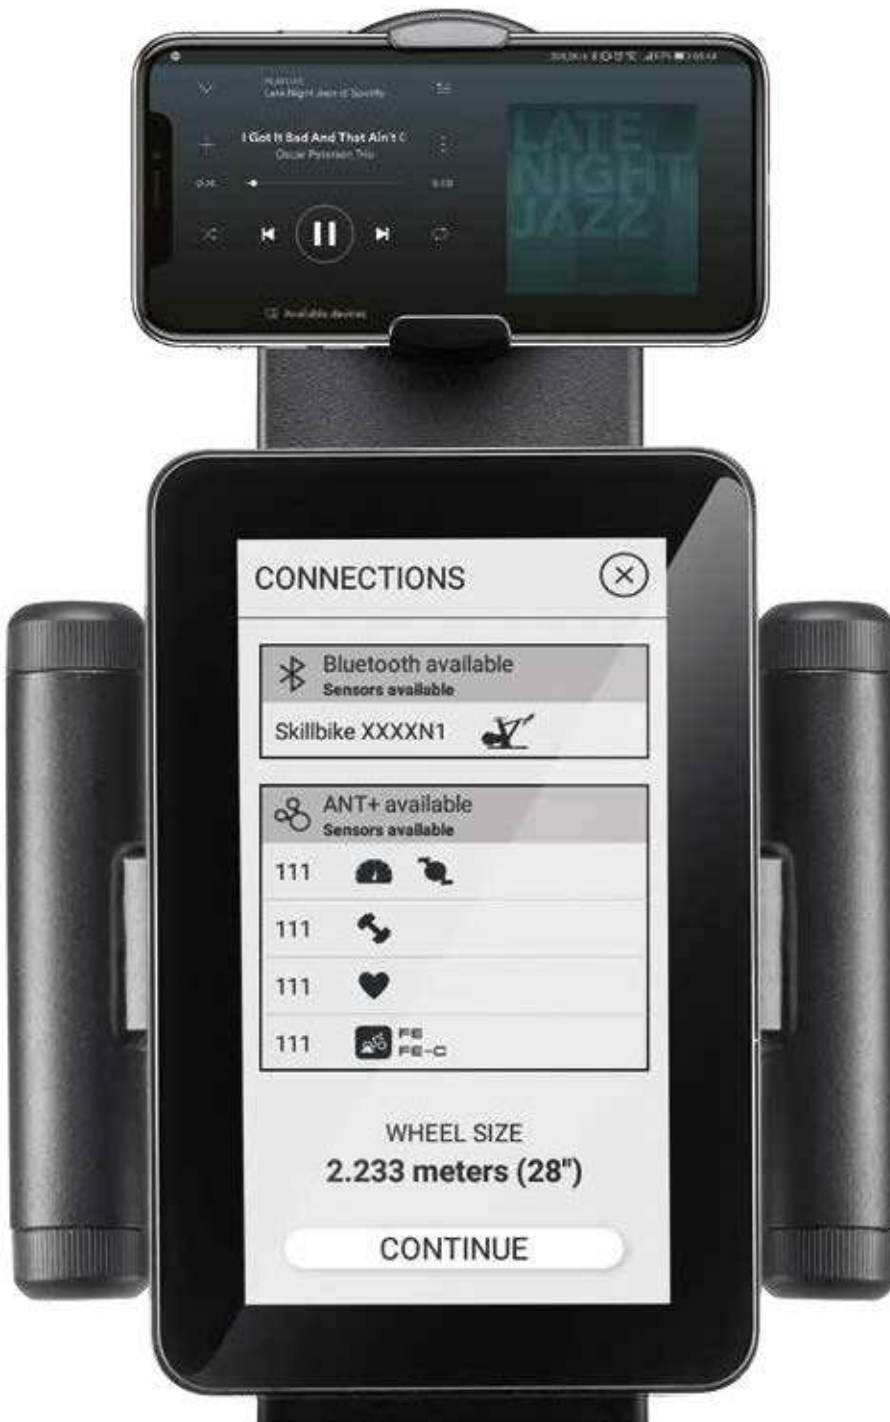 Late Night Jazz di Spotify
I Got It Bad And That Ain't G
Oscar Peterson Trio
Available devices
LATE
NIGHT
JAZZ
CONNECTIONS
Bluetooth available
Sensors available
Skillbike XXXXN1
ANT+ available
Sensors available
111
111
111
111 FE
FE-C
WHEEL SIZE
2.233 meters (28")
CONTINUE